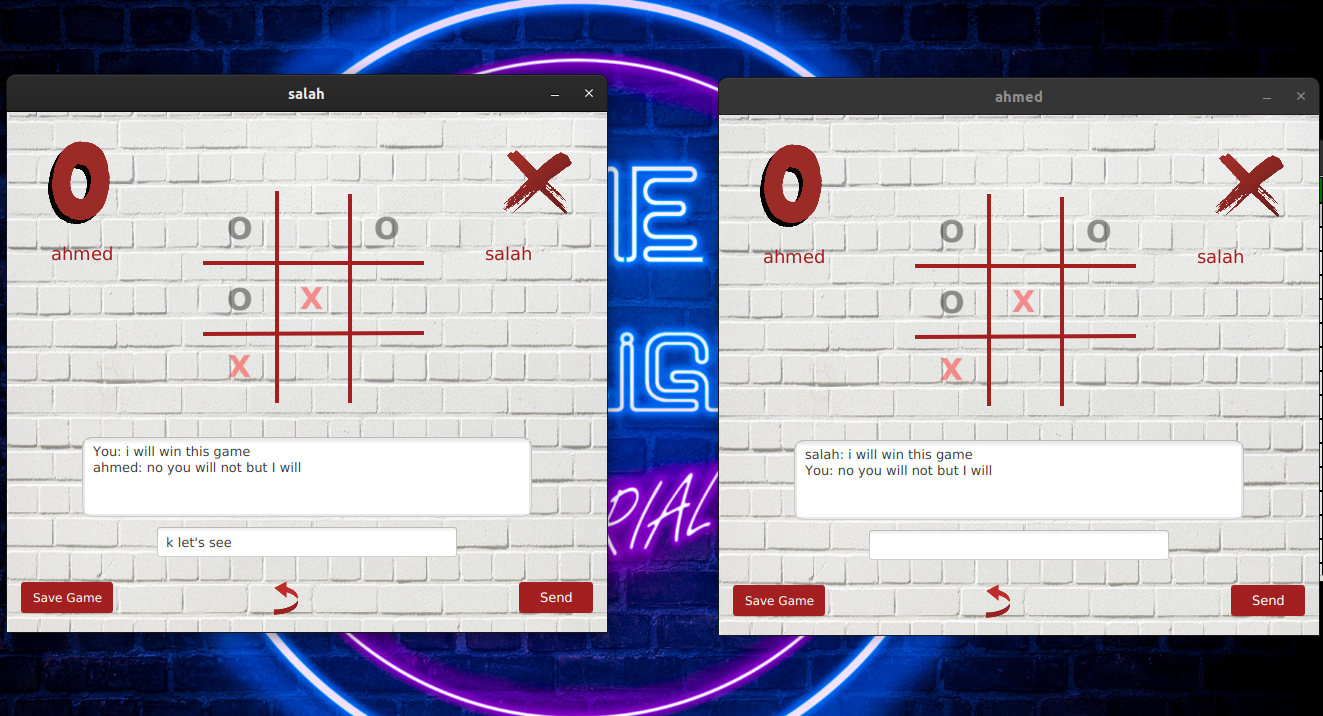 salah
O
X
ahmed
salah
O O
O X
X
You: i will win this game
ahmed: no you will not but I will
k let's see
Save Game
Send
ahmed
O
X
ahmed
salah
O O
O X
X
salah: i will win this game
You: no you will not but I will
Save Game
Send